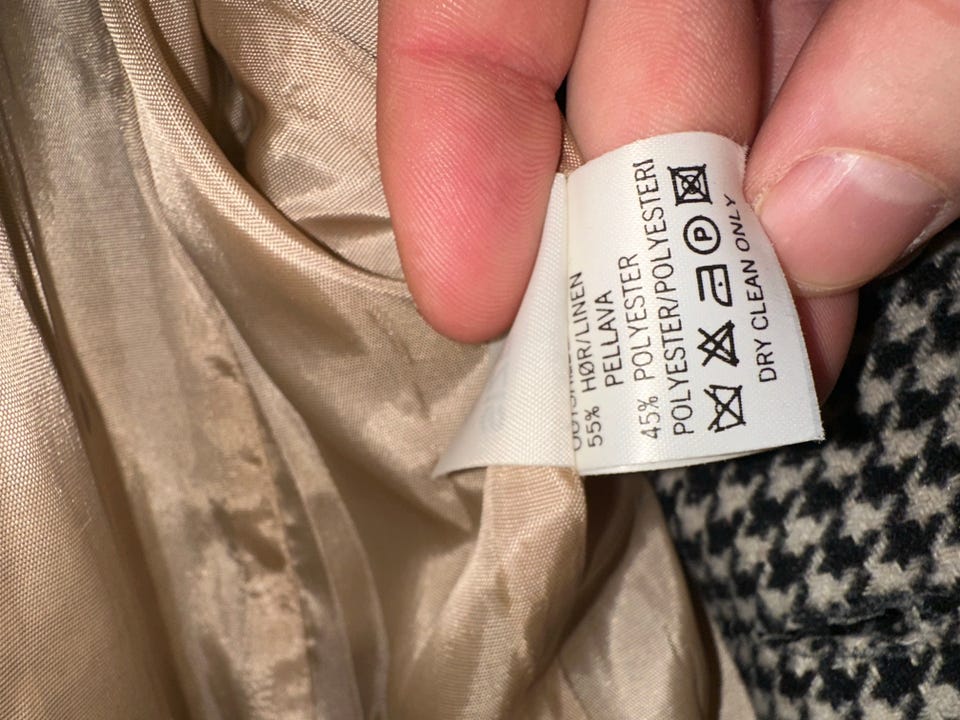 55% HØR/LINEN
PELLAVA
45% POLYESTER
POLYESTER/POLYESTERI
P
DRY CLEAN ONLY